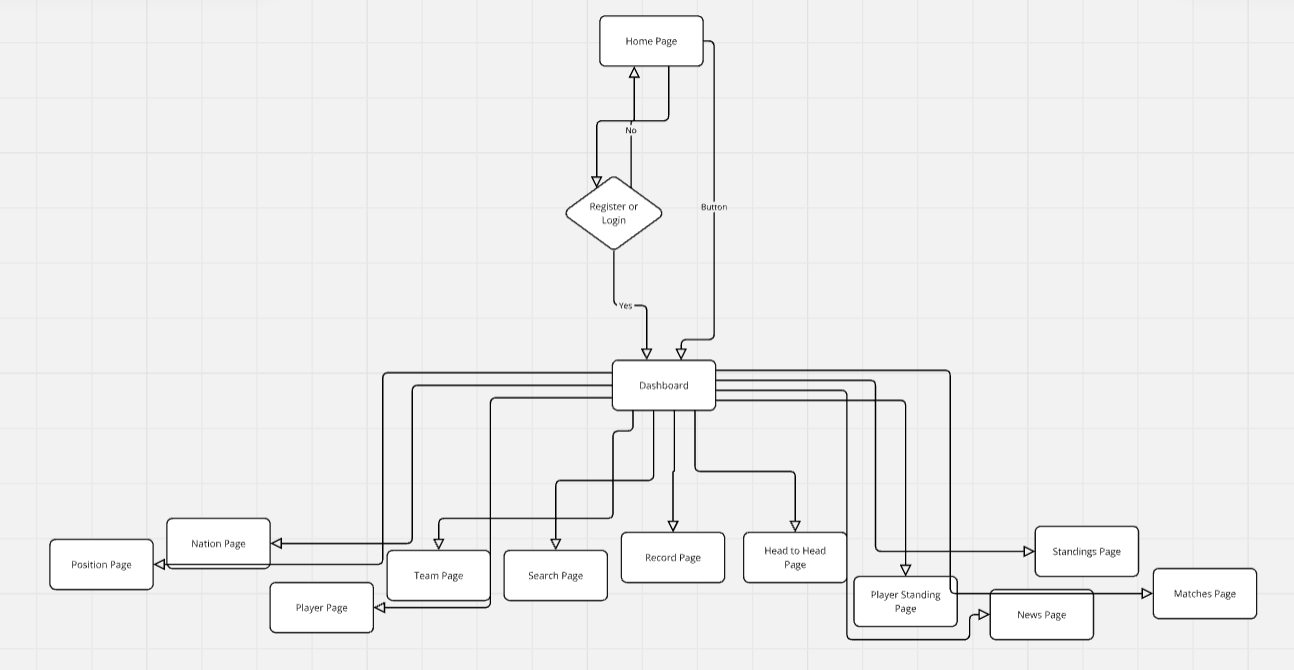 Home Page
No
Register or
Login
Button
Yes
Dashboard
Nation Page
Position Page
Player Page
Team Page
Search Page
Record Page
Head to Head
Page
Player Standing
Page
Standings Page
News Page
Matches Page